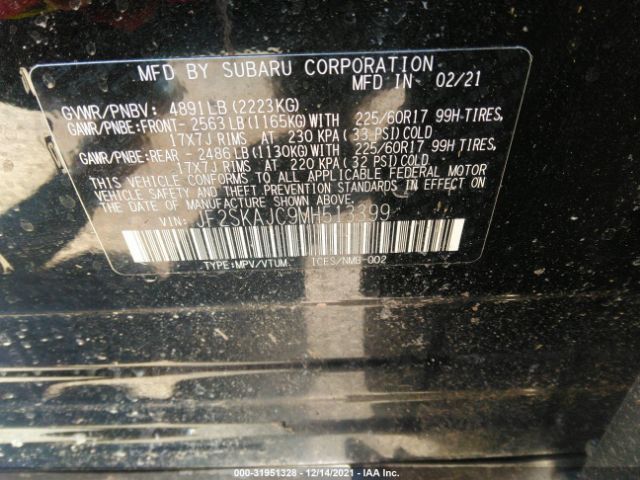 MFD BY SUBARU CORPORATION
MFD IN 02/21
GVWR/PNBV: 4891LB(2223KG)
GAWR/PNBE:FRONT- 2563LB(1165KG)WITH 225/60R17 99H-TIRES,
17X7J RIMS AT 230 KPA(33 PSI)COLD
GAWR/PNBE:REAR - 2486LB(1130KG)WITH 225/60R17 99H-TIRES,
17X7J RIMS AT 220 KPA(32 PSI)COLD
THIS VEHICLE CONFORMS TO ALL APPLICABLE FEDERAL MOTOR
VEHICLE SAFETY AND THEFT PREVENTION STANDARDS IN EFFECT
ON THE DATE OF MANUFACTURE SHOWN ABOVE.
VIN: JF2SKAJC9MH513399
TYPE:MPV/VTUM ICES/NMB-002
000-31951328 - 12/14/2021 - IAA Inc.